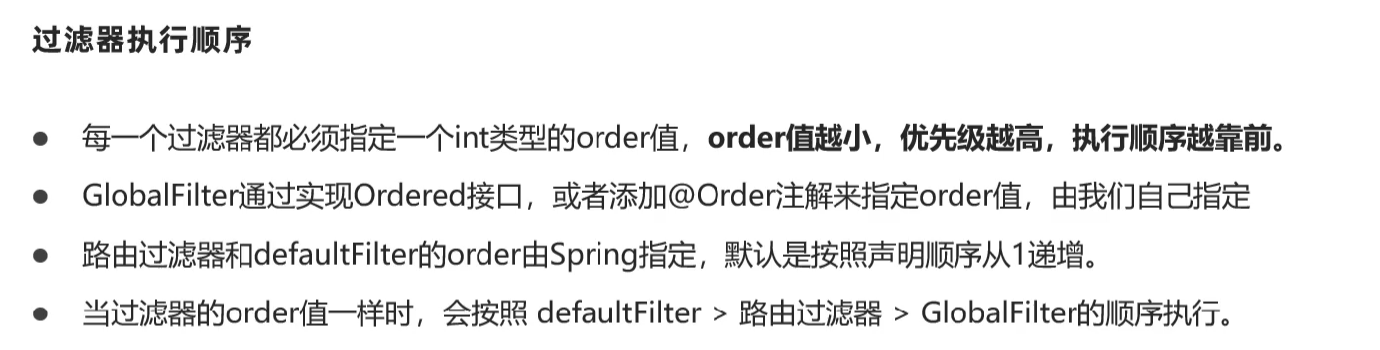 过滤器执行顺序
● 每一个过滤器都必须指定一个int类型的order值，order值越小，优先级越高，执行顺序越靠前。
● GlobalFilter通过实现Ordered接口，或者添加@Order注解来指定order值，由我们自己指定
● 路由过滤器和defaultFilter的order由Spring指定，默认是按照声明顺序从1递增。
● 当过滤器的order值一样时，会按照 defaultFilter > 路由过滤器 > GlobalFilter的顺序执行。